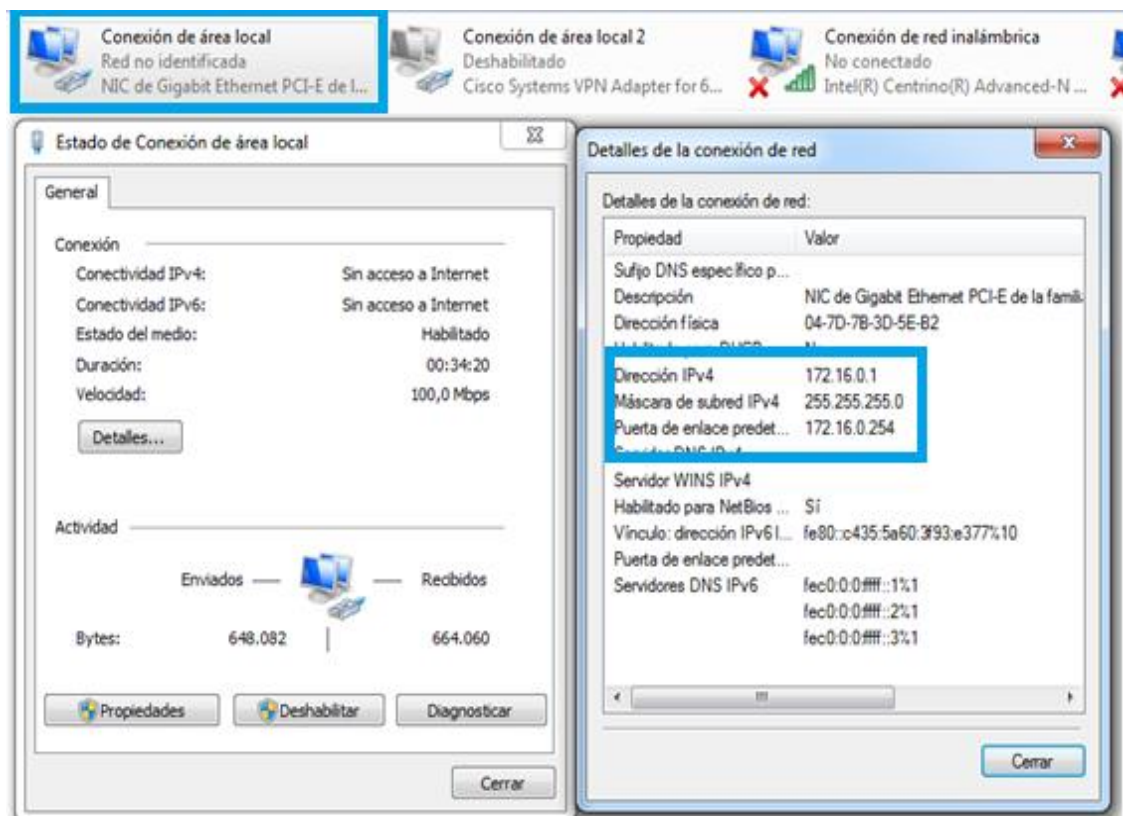 Conexión de área local
Red no identificada
NIC de Gigabit Ethernet PCI-E de l...
Conexión de área local 2
Deshabilitado
Cisco Systems VPN Adapter for 6...
Conexión de red inalámbrica
No conectado
Intel(R) Centrino(R) Advanced-N ...
Estado de Conexión de área local
General
Conexión
Conectividad IPv4: Sin acceso a Internet
Conectividad IPv6: Sin acceso a Internet
Estado del medio: Habilitado
Duración: 00:34:20
Velocidad: 100,0 Mbps
Detalles...
Actividad
Enviados — — Recibidos
Bytes: 648.082 664.060
Propiedades Deshabilitar Diagnosticar
Cerrar
Detalles de la conexión de red
Detalles de la conexión de red:
Propiedad Valor
Sufijo DNS específico p...
Descripción NIC de Gigabit Ethernet PCI-E de la famili
Dirección física 04-7D-7B-3D-5E-B2
Dirección IPv4 172.16.0.1
Máscara de subred IPv4 255.255.255.0
Puerta de enlace predet... 172.16.0.254
Servidor WINS IPv4
Habilitado para NetBios ... Sí
Vínculo: dirección IPv6 l... fe80::c435:5a60:3f93:e377%10
Puerta de enlace predet...
Servidores DNS IPv6 fec0:0:0:ffff::1%1
fec0:0:0:ffff::2%1
fec0:0:0:ffff::3%1
Cerrar